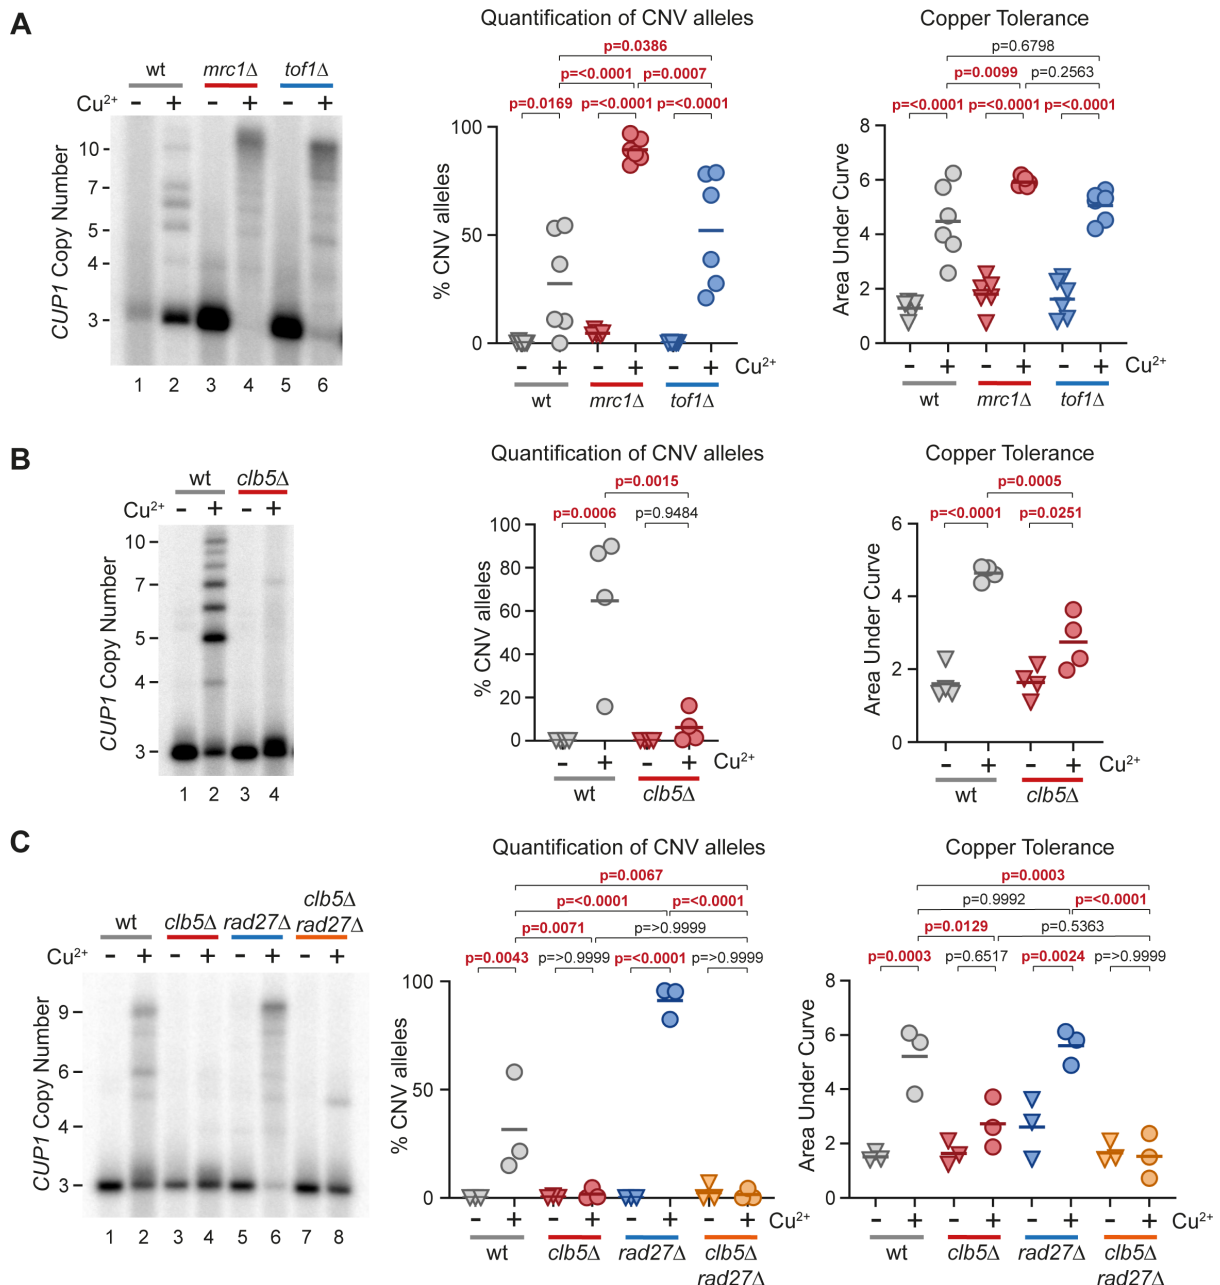 A
wt mrc1Δ tof1Δ
Cu2+ - + - + - +
CUP1 Copy Number
10
7
5
4
3
1 2 3 4 5 6
Quantification of CNV alleles
p=0.0386
p=<0.0001 p=0.0007
p=0.0169 p=<0.0001 p=<0.0001
% CNV alleles
100
50
0
- + - + - + Cu2+
wt mrc1Δ tof1Δ
Copper Tolerance
p=0.6798
p=0.0099 p=0.2563
p=<0.0001 p=<0.0001 p=<0.0001
Area Under Curve
8
6
4
2
0
- + - + - + Cu2+
wt mrc1Δ tof1Δ
B
wt clb5Δ
Cu2+ - + - +
CUP1 Copy Number
10
7
5
4
3
1 2 3 4
Quantification of CNV alleles
p=0.0015
p=0.0006 p=0.9484
% CNV alleles
100
80
60
40
20
0
- + - + Cu2+
wt clb5Δ
Copper Tolerance
p=0.0005
p=<0.0001 p=0.0251
Area Under Curve
6
4
2
0
- + - + Cu2+
wt clb5Δ
C
wt clb5Δ rad27Δ clb5Δ
rad27Δ
Cu2+ - + - + - + - +
CUP1 Copy Number
9
6
4
3
1 2 3 4 5 6 7 8
Quantification of CNV alleles
p=0.0067
p=<0.0001 p=<0.0001
p=0.0071 p=>0.9999
p=0.0043 p=>0.9999 p=<0.0001 p=>0.9999
% CNV alleles
100
50
0
- + - + - + - + Cu2+
wt clb5Δ rad27Δ clb5Δ
rad27Δ
Copper Tolerance
p=0.0003
p=0.9992 p=<0.0001
p=0.0129 p=0.5363
p=0.0003 p=0.6517 p=0.0024 p=>0.9999
Area Under Curve
8
6
4
2
0
- + - + - + - + Cu2+
wt clb5Δ rad27Δ clb5Δ
rad27Δ